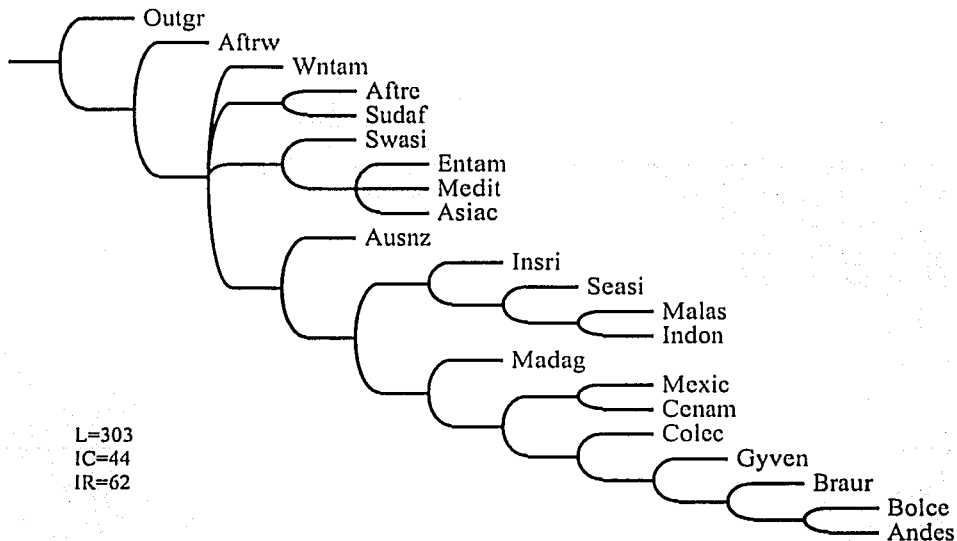 Outgr
Aftrw
Wntam
Aftre
Sudaf
Swasi
Entam
Medit
Asiac
Ausnz
Insri
Seasi
Malas
Indon
Madag
Mexic
Cenam
Colec
Gyven
Braur
Bolce
Andes
L=303
IC=44
IR=62